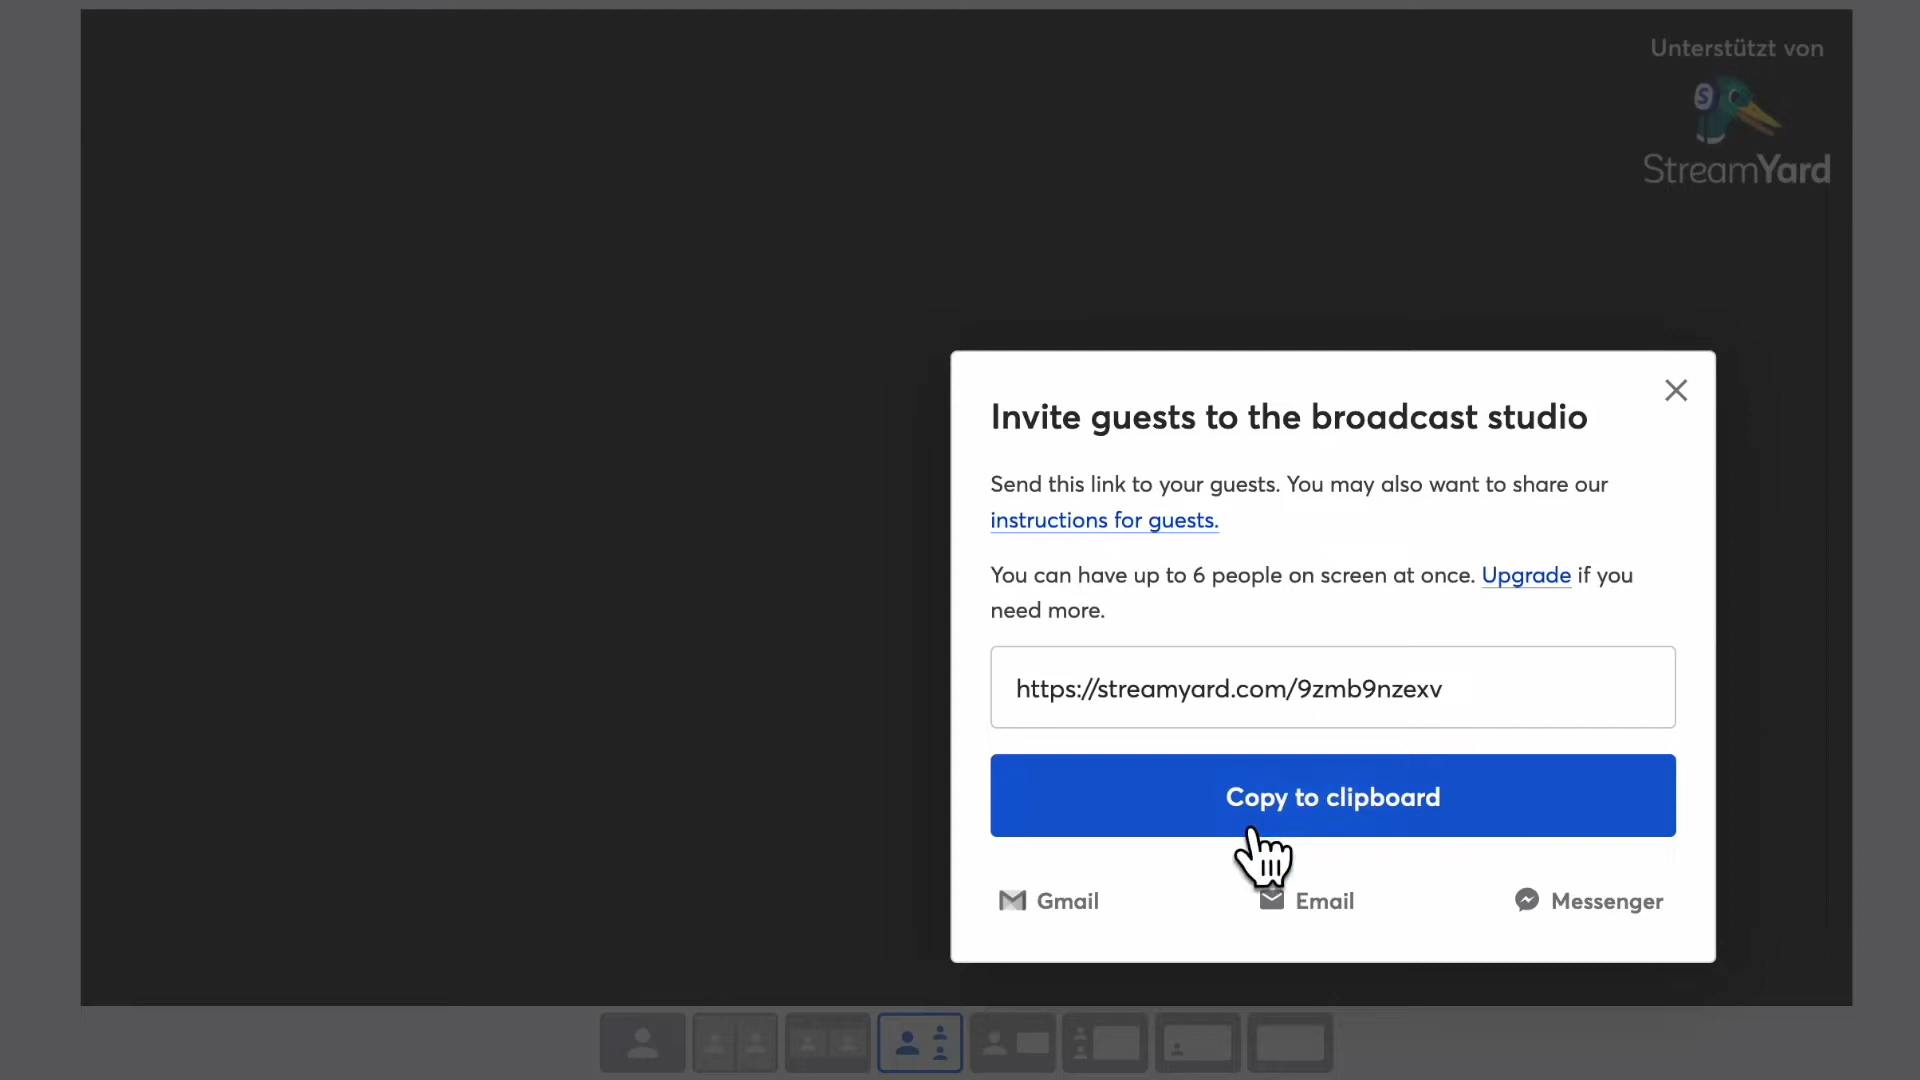 Unterstützt von
S
StreamYard
Invite guests to the broadcast studio
Send this link to your guests. You may also want to share our
instructions for guests.
You can have up to 6 people on screen at once. Upgrade if you
need more.
https://streamyard.com/9zmb9nzexv
Copy to clipboard
Gmail
Email
Messenger